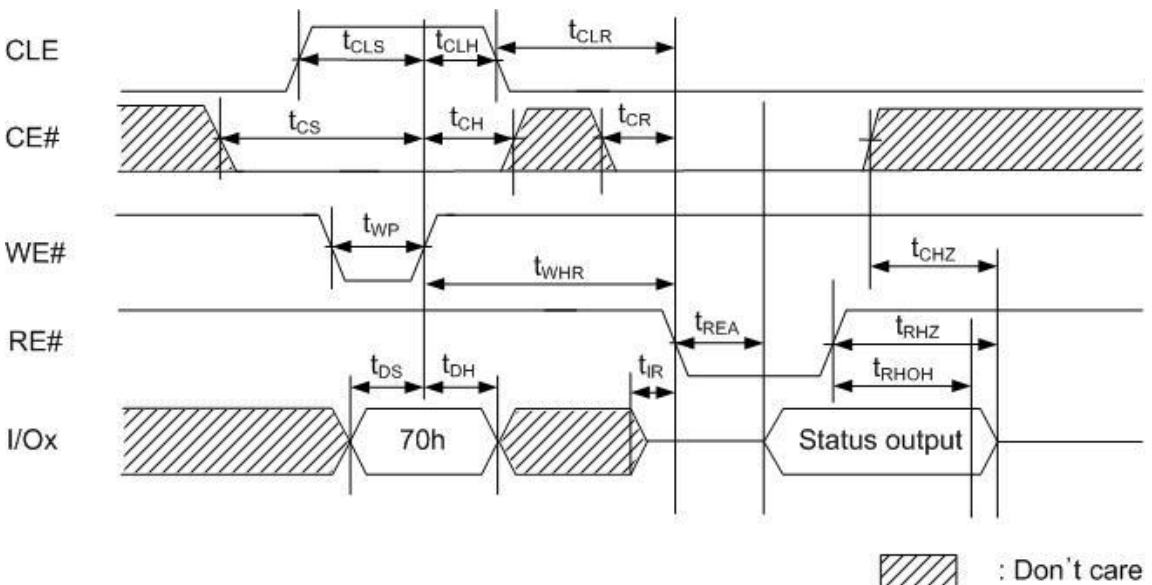 CLE
tCLS
tCLH
tCLR
CE#
tCS
tCH
tCR
WE#
tWP
tWHR
tCHZ
RE#
tREA
tRHZ
tDS
tDH
tIR
tRHOH
I/Ox
70h
Status output
: Don`t care